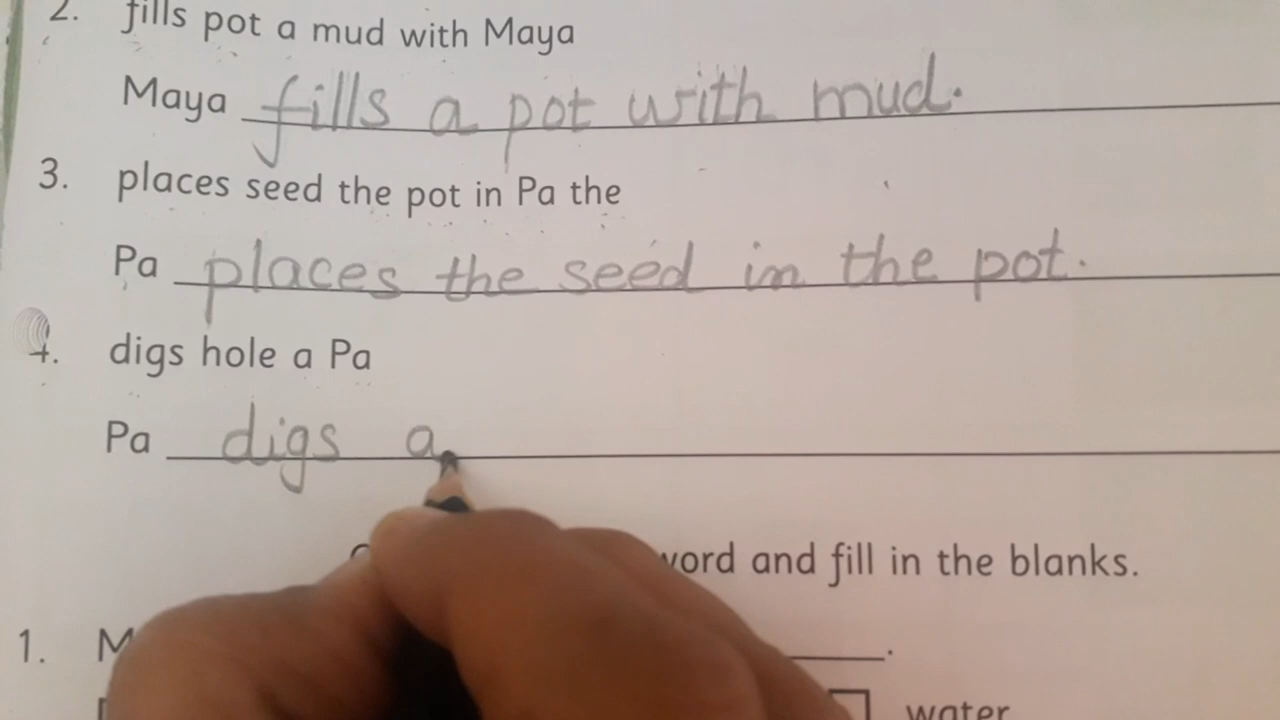 2. fills pot a mud with Maya
Maya fills a pot with mud.
3. places seed the pot in Pa the
Pa places the seed in the pot.
4. digs hole a Pa
Pa digs a
and fill in the blanks.
1.
water